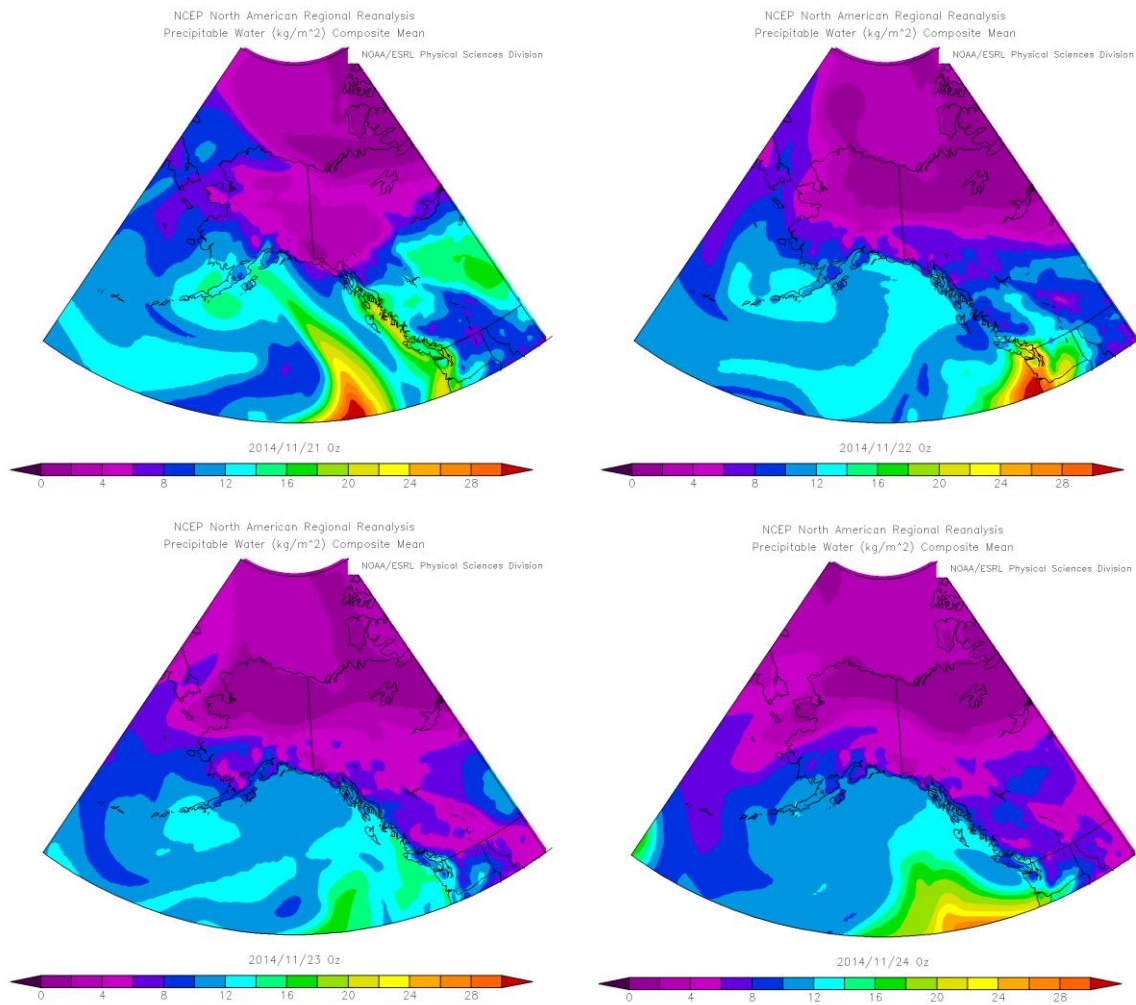 NCEP North American Regional Reanalysis
Precipitable Water (kg/m^2) Composite Mean
NOAA/ESRL Physical Sciences Division
2014/11/21 0z
0 4 8 12 16 20 24 28
NCEP North American Regional Reanalysis
Precipitable Water (kg/m^2) Composite Mean
NOAA/ESRL Physical Sciences Division
2014/11/22 0z
0 4 8 12 16 20 24 28
NCEP North American Regional Reanalysis
Precipitable Water (kg/m^2) Composite Mean
NOAA/ESRL Physical Sciences Division
2014/11/23 0z
0 4 8 12 16 20 24 28
NCEP North American Regional Reanalysis
Precipitable Water (kg/m^2) Composite Mean
NOAA/ESRL Physical Sciences Division
2014/11/24 0z
0 4 8 12 16 20 24 28